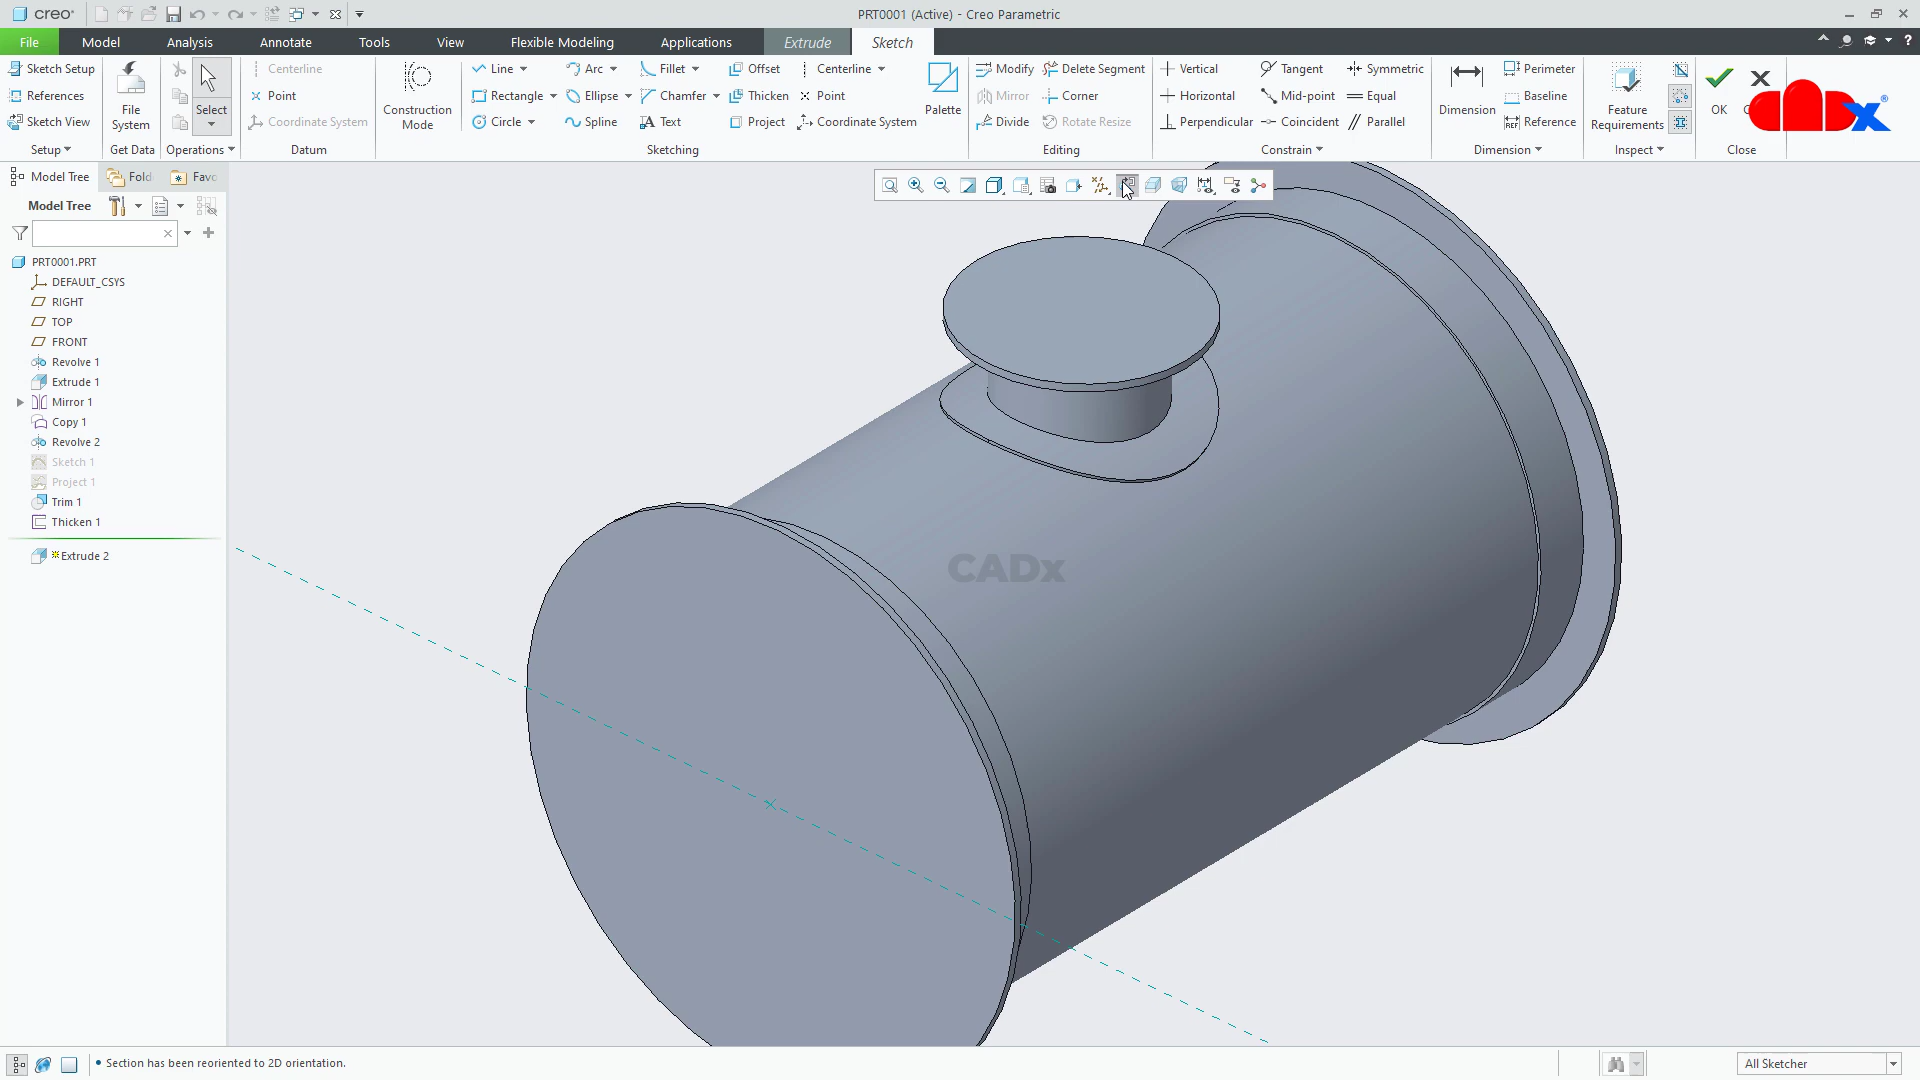 creo°
PRT0001 (Active) - Creo Parametric
File Model Analysis Annotate Tools View Flexible Modeling Applications Extrude Sketch
Sketch Setup
References
Sketch View
Setup
File System
Get Data
Select
Operations
Centerline
Point
Coordinate System
Datum
Construction Mode
Line Arc Fillet Offset Centerline
Rectangle Ellipse Chamfer Thicken Point
Circle Spline Text Project Coordinate System
Palette
Sketching
Modify Delete Segment
Mirror Corner
Divide Rotate Resize
Editing
Vertical Tangent Symmetric
Horizontal Mid-point Equal
Perpendicular Coincident Parallel
Constrain
Dimension
Perimeter
Baseline
REF Reference
Dimension
Feature Requirements
Inspect
OK
Close
CADx®
Model Tree Fold Favo
Model Tree
PRT0001.PRT
DEFAULT_CSYS
RIGHT
TOP
FRONT
Revolve 1
Extrude 1
Mirror 1
Copy 1
Revolve 2
Sketch 1
Project 1
Trim 1
Thicken 1
Extrude 2
CADx
Section has been reoriented to 2D orientation.
All Sketcher